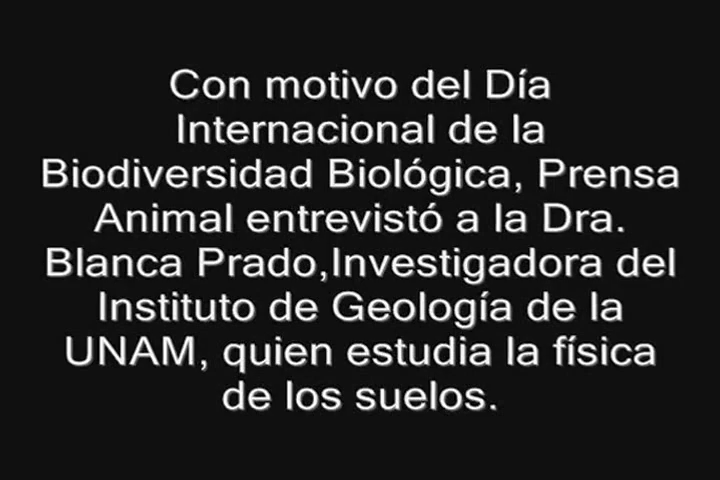 Con motivo del Día
Internacional de la
Biodiversidad Biológica, Prensa
Animal entrevistó a la Dra.
Blanca Prado,Investigadora del
Instituto de Geología de la
UNAM, quien estudia la física
de los suelos.